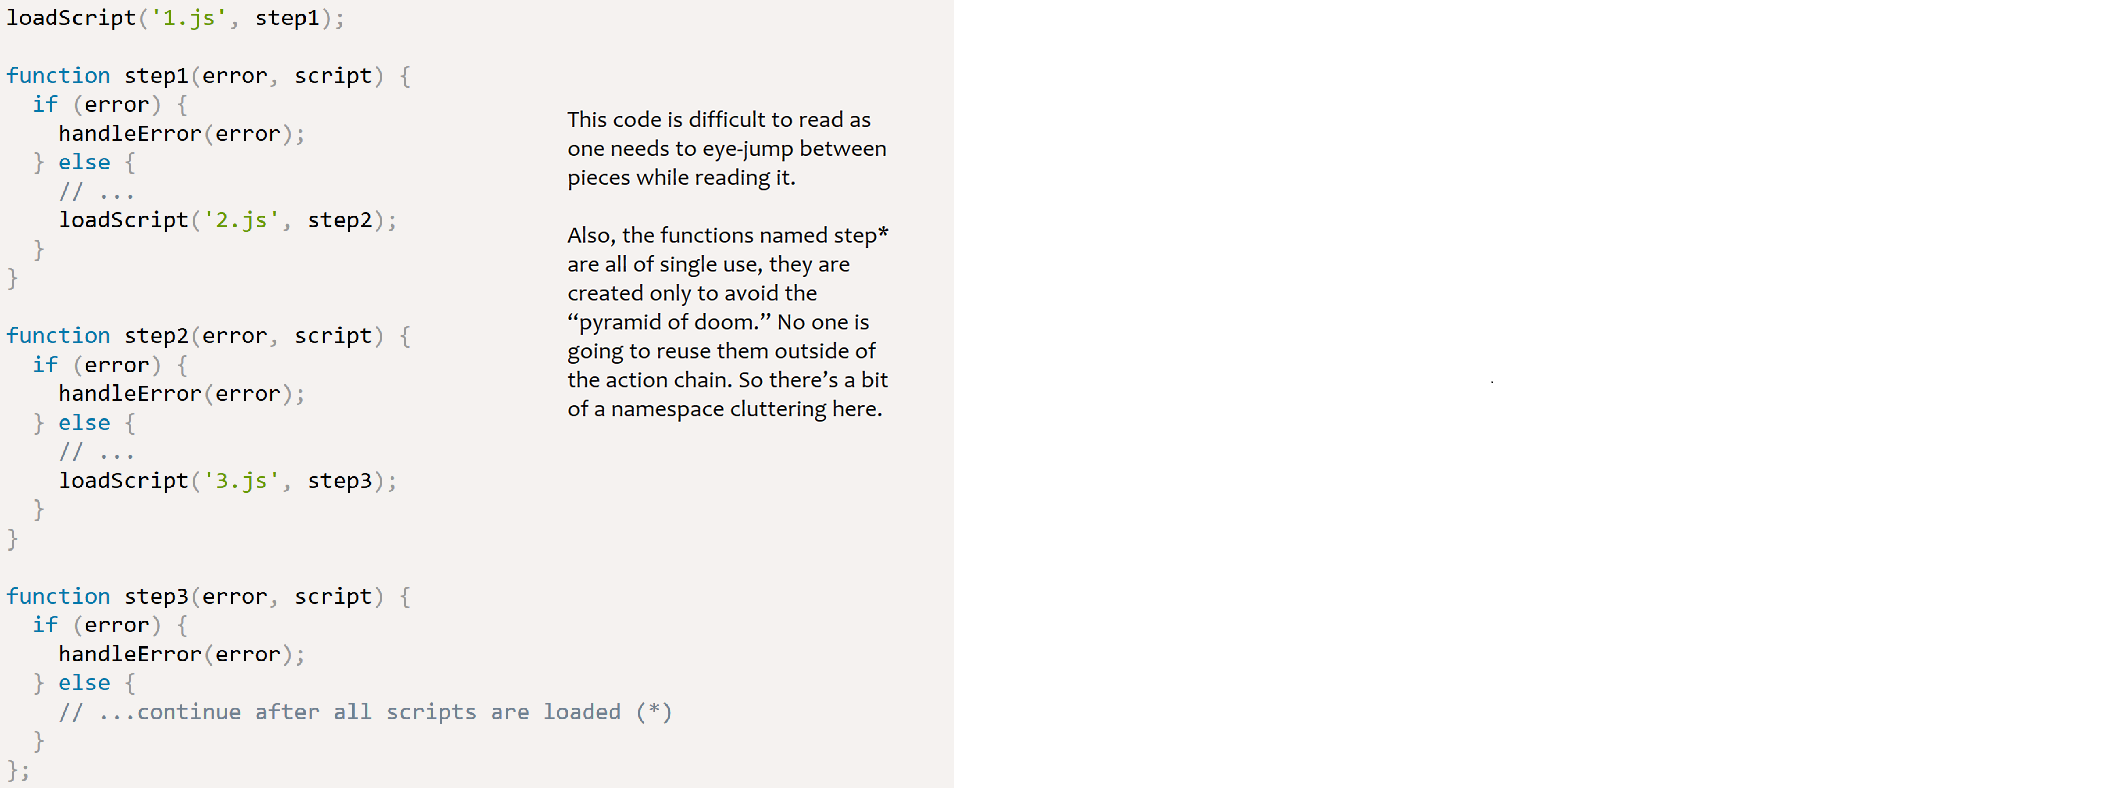 loadScript('1.js', step1);
function step1(error, script) {
if (error) {
handleError(error);
} else {
// ...
loadScript('2.js', step2);
}
}
function step2(error, script) {
if (error) {
handleError(error);
} else {
// ...
loadScript('3.js', step3);
}
}
function step3(error, script) {
if (error) {
handleError(error);
} else {
// ...continue after all scripts are loaded (*)
}
};
This code is difficult to read as
one needs to eye-jump between
pieces while reading it.
Also, the functions named step*
are all of single use, they are
created only to avoid the
“pyramid of doom.” No one is
going to reuse them outside of
the action chain. So there’s a bit
of a namespace cluttering here.